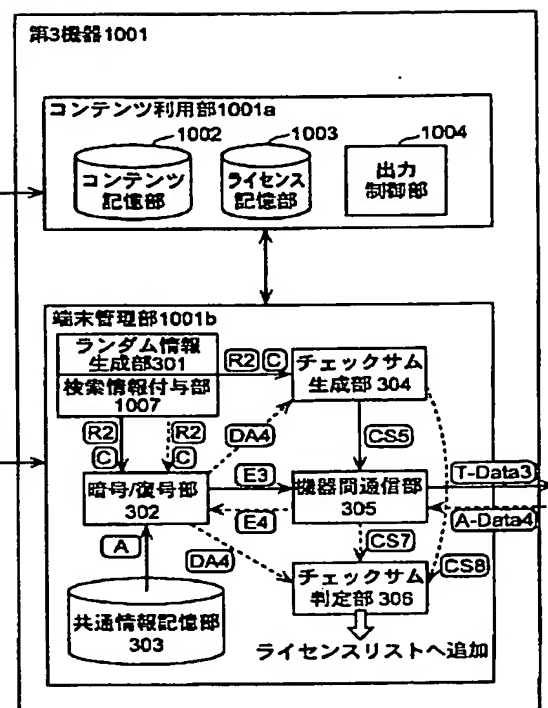 第3機器1001
コンテンツ利用部1001a
1002
1003
1004
コンテンツ
記憶部
ライセンス
記憶部
出力
制御部
端末管理部1001b
ランダム情報
生成部301
検索情報付与部
1007
R2 C
チェックサム
生成部 304
R2
C
R2
C
DA4
CS5
暗号/復号部
302
E3
E4
機器間通信部
305
T-Data3
A-Data4
A
DA4
CS7
CS8
チェックサム
判定部 306
共通情報記憶部
303
ライセンスリストへ追加